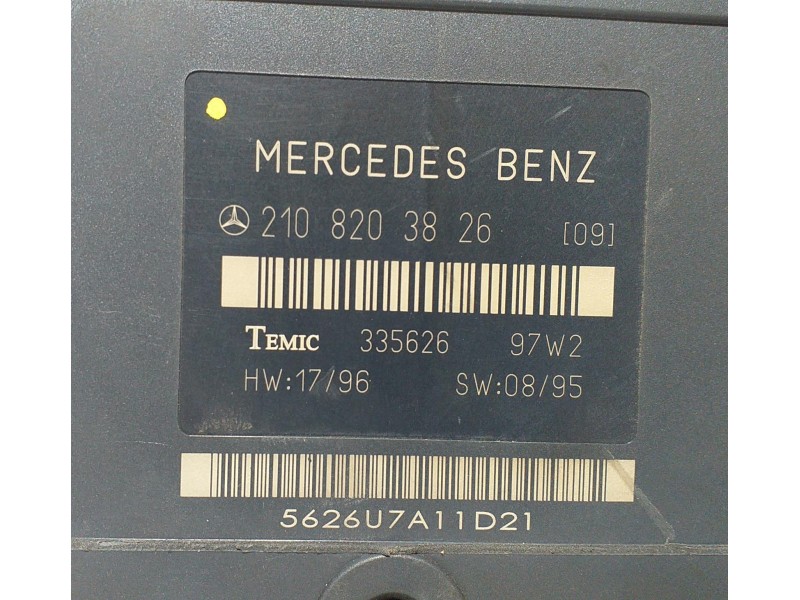 MERCEDES BENZ
210 820 38 26 [09]
TEMIC 335626 97W2
HW:17/96 SW:08/95
5626U7A11D21